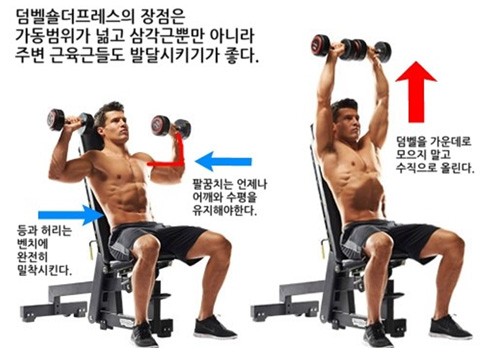 덤벨숄더프레스의 장점은
가동범위가 넓고 삼각근뿐만 아니라
주변 근육근들도 발달시키기가 좋다.
팔꿈치는 언제나
어깨와 수평을
유지해야한다.
등과 허리는
벤치에
완전히
밀착시킨다.
덤벨을 가운데로
모으지 말고
수직으로 올린다.